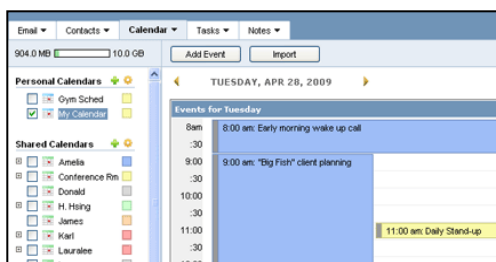 Email Contacts Calendar Tasks Notes
904.0 MB 10.0 GB Add Event Import
Personal Calendars
Gym Sched
My Calendar
Shared Calendars
Amelia
Conference Rm
Donald
H. Hsing
James
Karl
Lauralee
TUESDAY, APR 28, 2009
Events for Tuesday
8am 8:00 am: Early morning wake up call
:30
9:00 9:00 am: "Big Fish" client planning
:30
10:00
:30
11:00 11:00 am: Daily Stand-up
:30